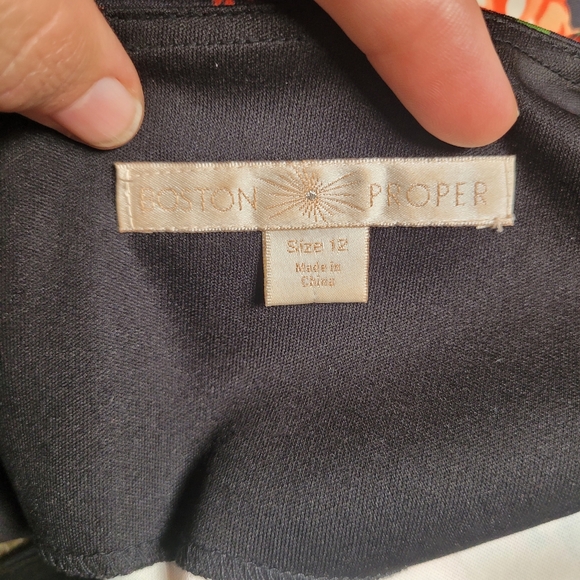 BOSTON PROPER
Size 12
Made in
China